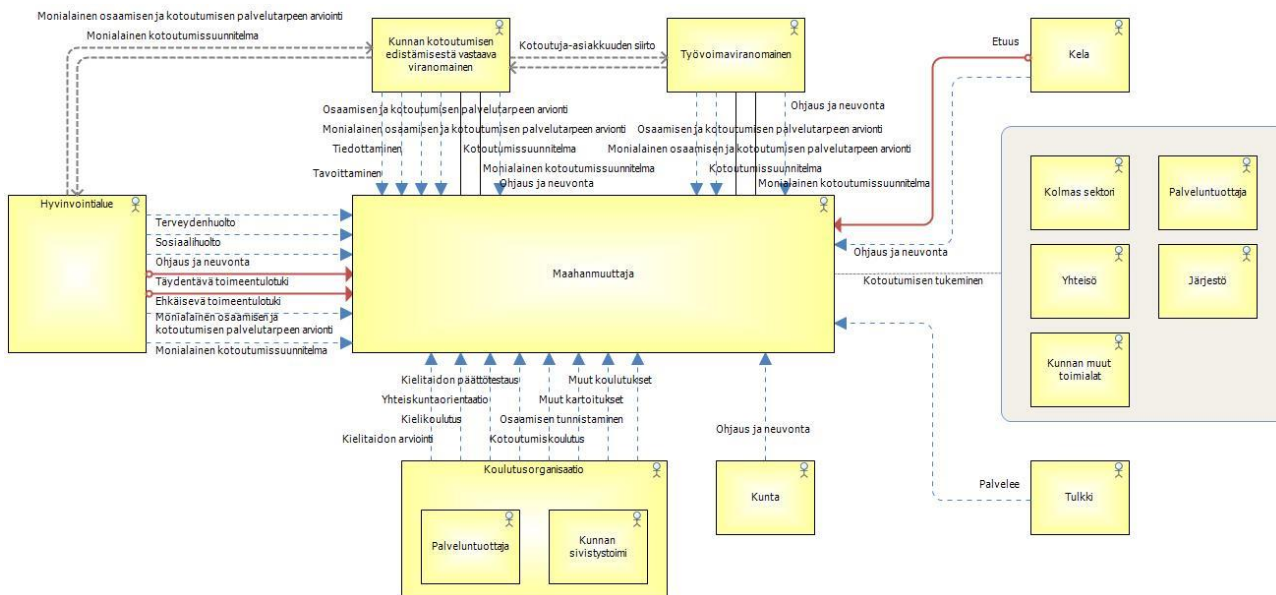 Monialainen osaamisen ja kotoutumisen palvelutarpeen arviointi
Monialainen kotoutumissuunnitelma
Kunnan kotoutumisen
edistämisestä vastaava
viranomainen
Kotoutuja-asiakkuuden siirto
Työvoimaviranomainen
Etuus
Kela
Osaamisen ja kotoutumisen palvelutarpeen arvionti
Monialainen osaamisen ja kotoutumisen palvelutarpeen arvionti
Tiedottaminen
Kotoutumissuunnitelma
Tavoittaminen
Monialainen kotoutumissuunnitelma
Ohjaus ja neuvonta
Ohjaus ja neuvonta
Osaamisen ja kotoutumisen palvelutarpeen arvionti
Monialainen osaamisen ja kotoutumisen palvelutarpeen arvionti
Kotoutumissuunnitelma
Monialainen kotoutumissuunnitelma
Hyvinvointialue
Terveydenhuolto
Sosiaalihuolto
Ohjaus ja neuvonta
Täydentävä toimeentulotuki
Ehkäisevä toimeentulotuki
Monialainen osaamisen ja
kotoutumisen palvelutarpeen arvionti
Monialainen kotoutumissuunnitelma
Maahanmuuttaja
Ohjaus ja neuvonta
Kotoutumisen tukeminen
Kolmas sektori
Palveluntuottaja
Yhteisö
Järjestö
Kunnan muut
toimialat
Kielitaidon päättötestaus
Muut koulutukset
Yhteiskuntaorientaatio
Muut kartoitukset
Kielikoulutus
Osaamisen tunnistaminen
Kielitaidon arviointi
Kotoutumiskoulutus
Ohjaus ja neuvonta
Koulutusorganisaatio
Palveluntuottaja
Kunnan
sivistystoimi
Kunta
Palvelee
Tulkki